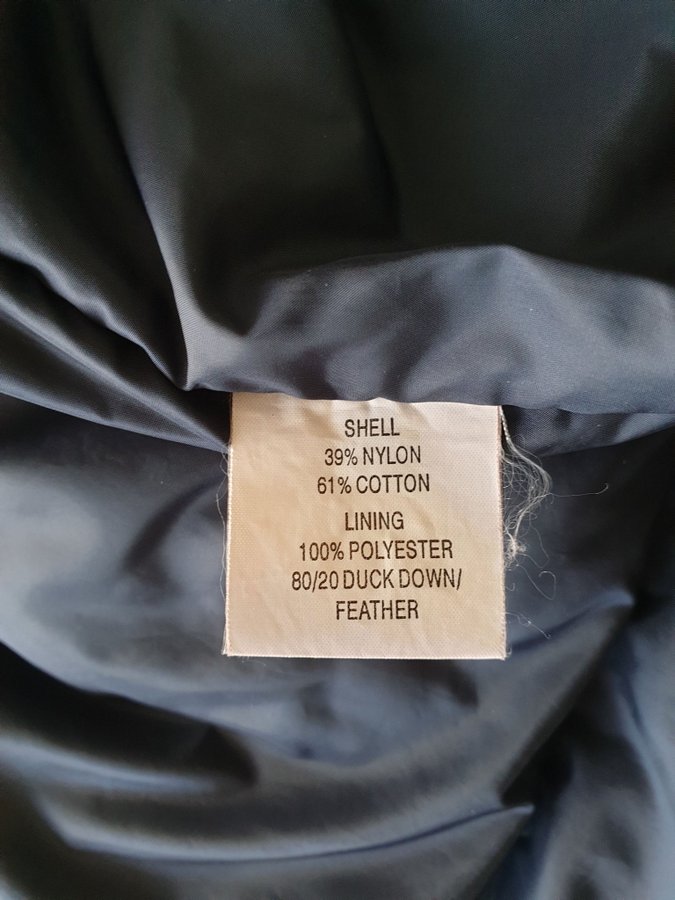 SHELL
39% NYLON
61% COTTON
LINING
100% POLYESTER
80/20 DUCK DOWN/
FEATHER